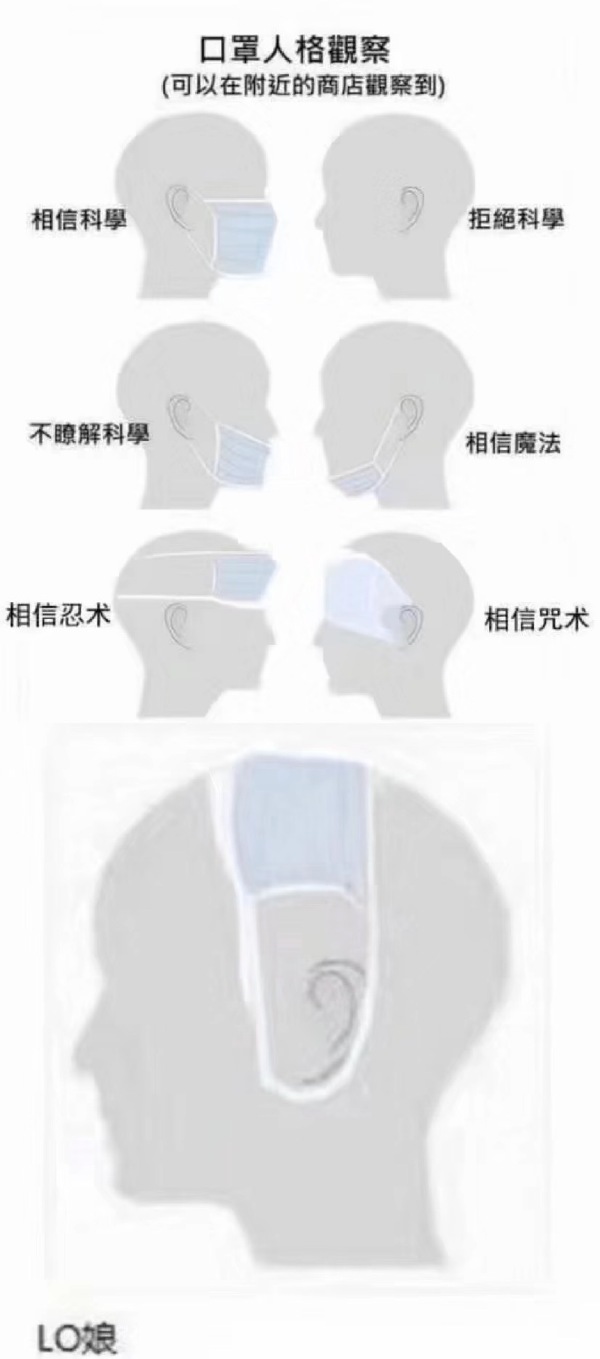 口罩人格觀察
(可以在附近的商店觀察到)
相信科學
拒絕科學
不瞭解科學
相信魔法
相信忍术
相信咒术
LO娘